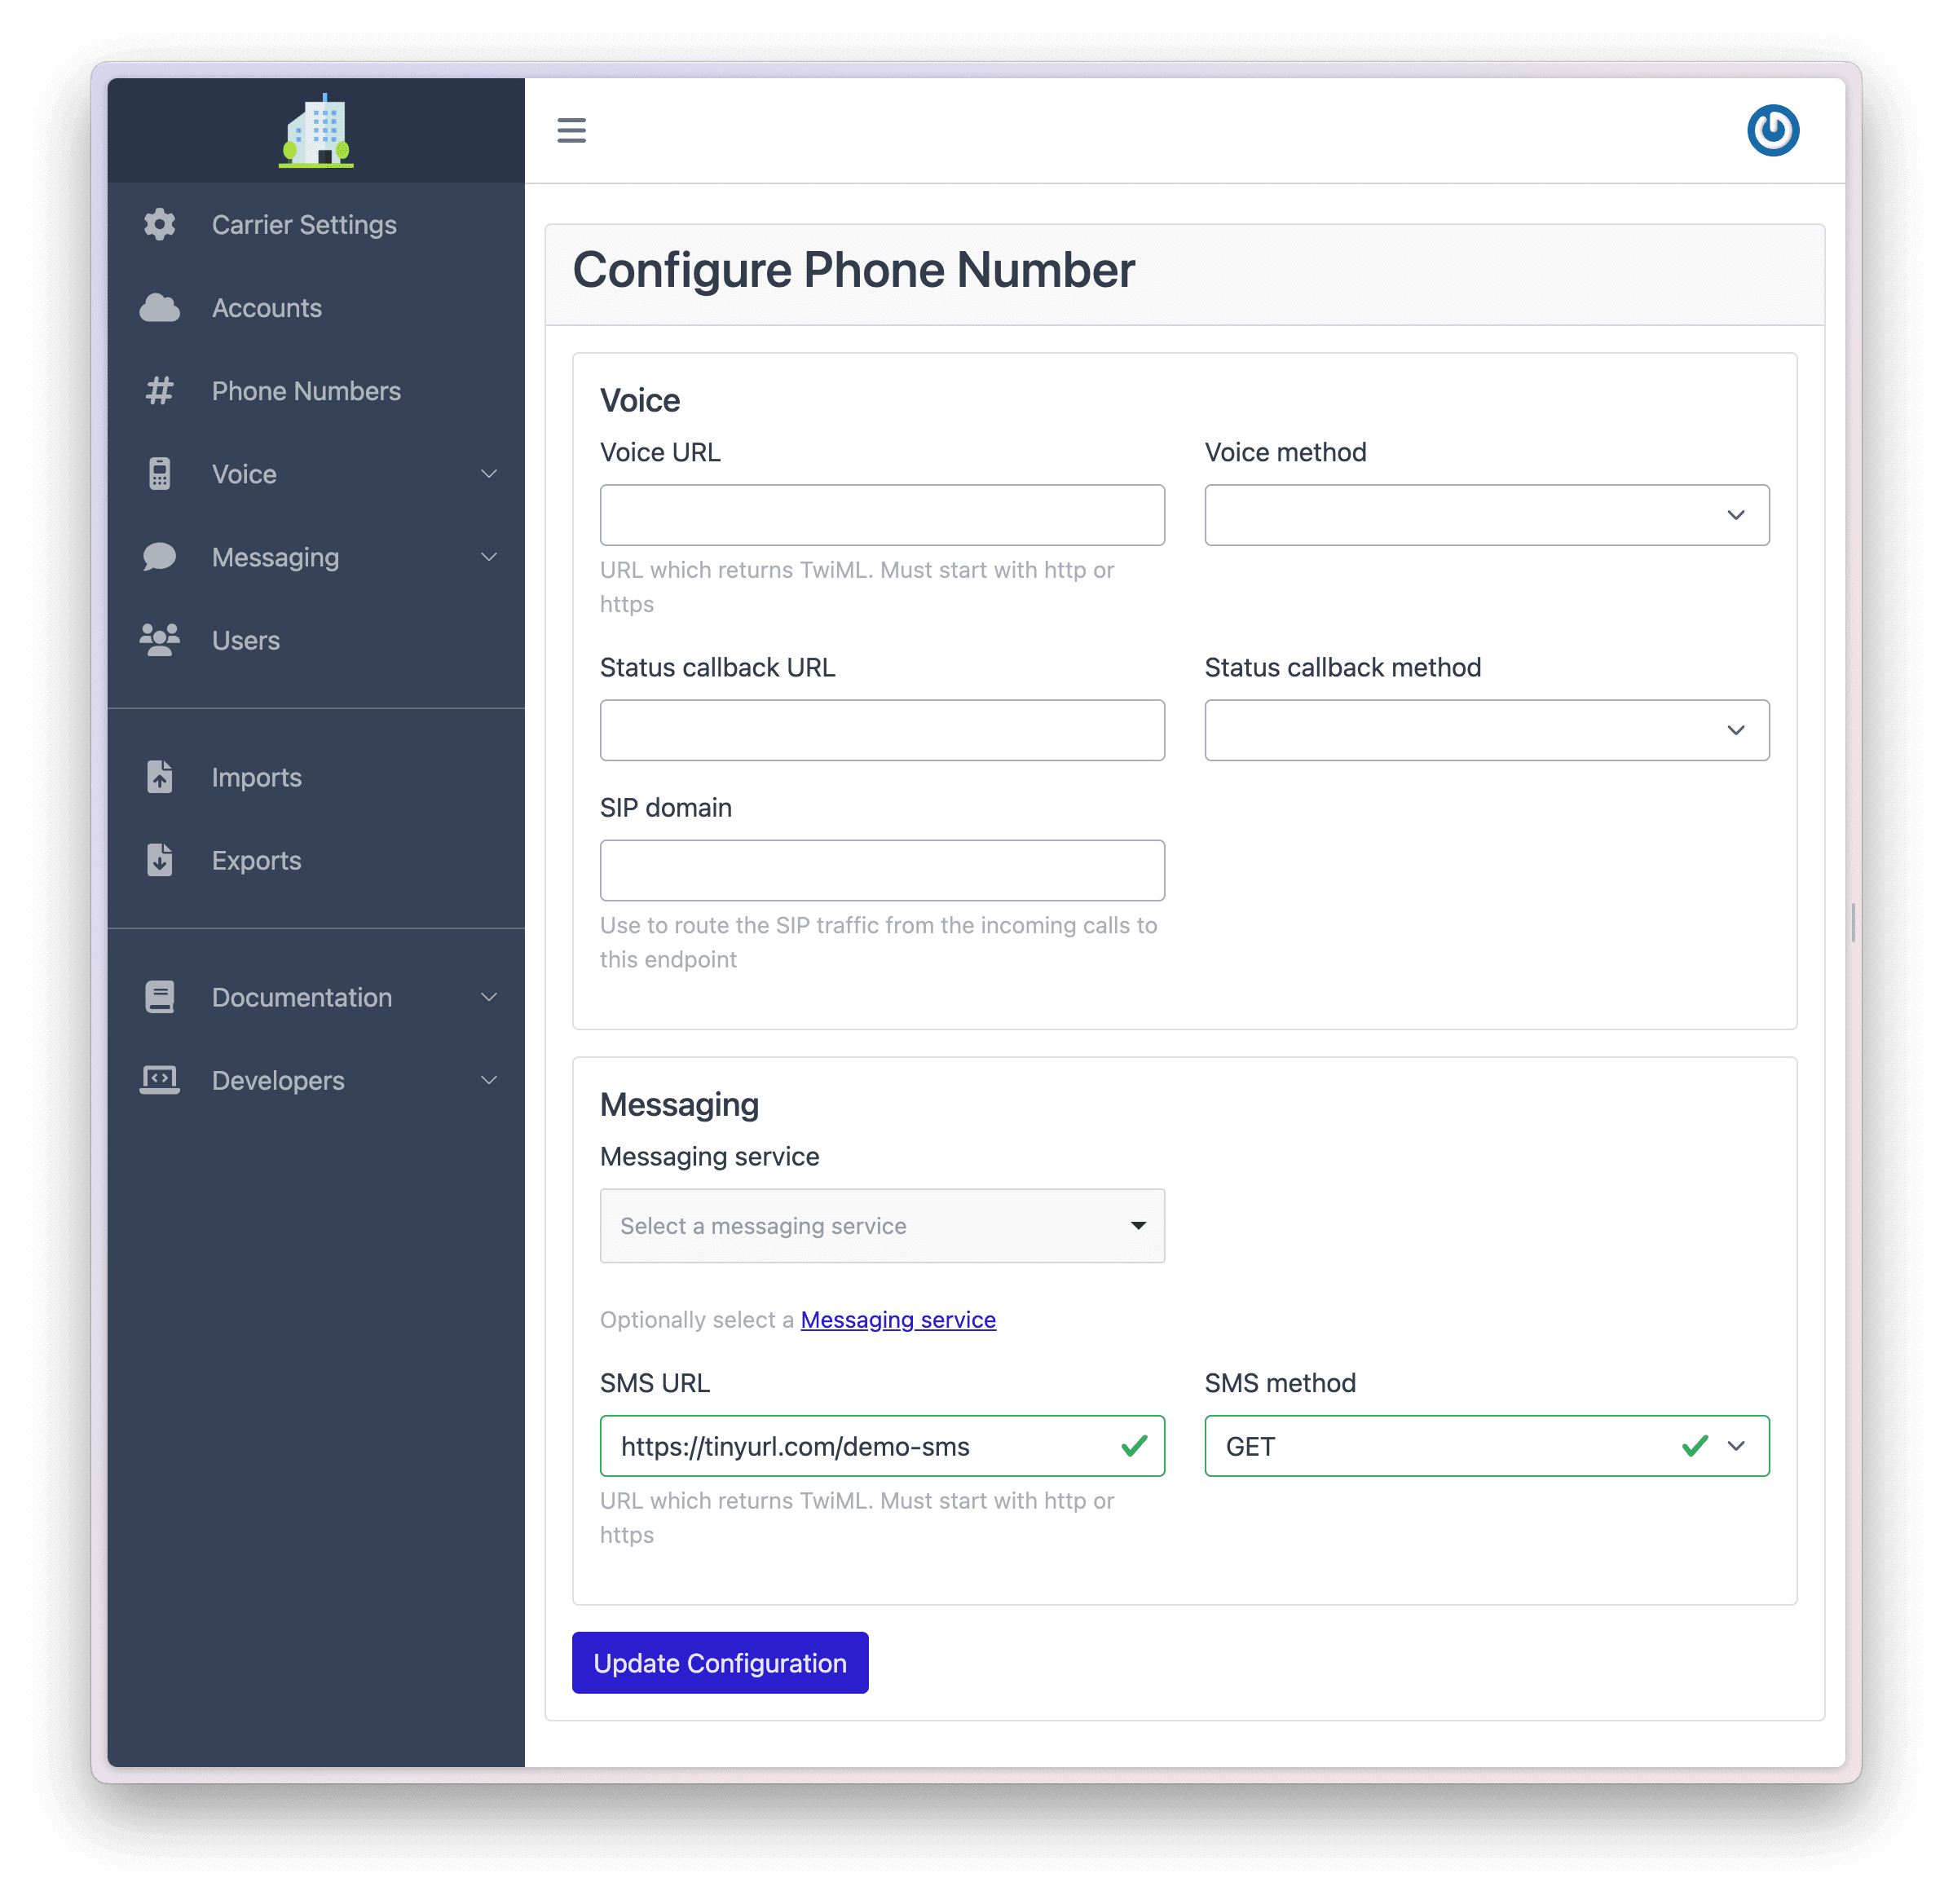 Carrier Settings
Accounts
Phone Numbers
Voice
Messaging
Users
Imports
Exports
Documentation
Developers
Configure Phone Number
Voice
Voice URL
Voice method
URL which returns TwiML. Must start with http or
https
Status callback URL
Status callback method
SIP domain
Use to route the SIP traffic from the incoming calls to
this endpoint
Messaging
Messaging service
Select a messaging service
Optionally select a Messaging service
SMS URL
SMS method
https://tinyurl.com/demo-sms
GET
URL which returns TwiML. Must start with http or
https
Update Configuration